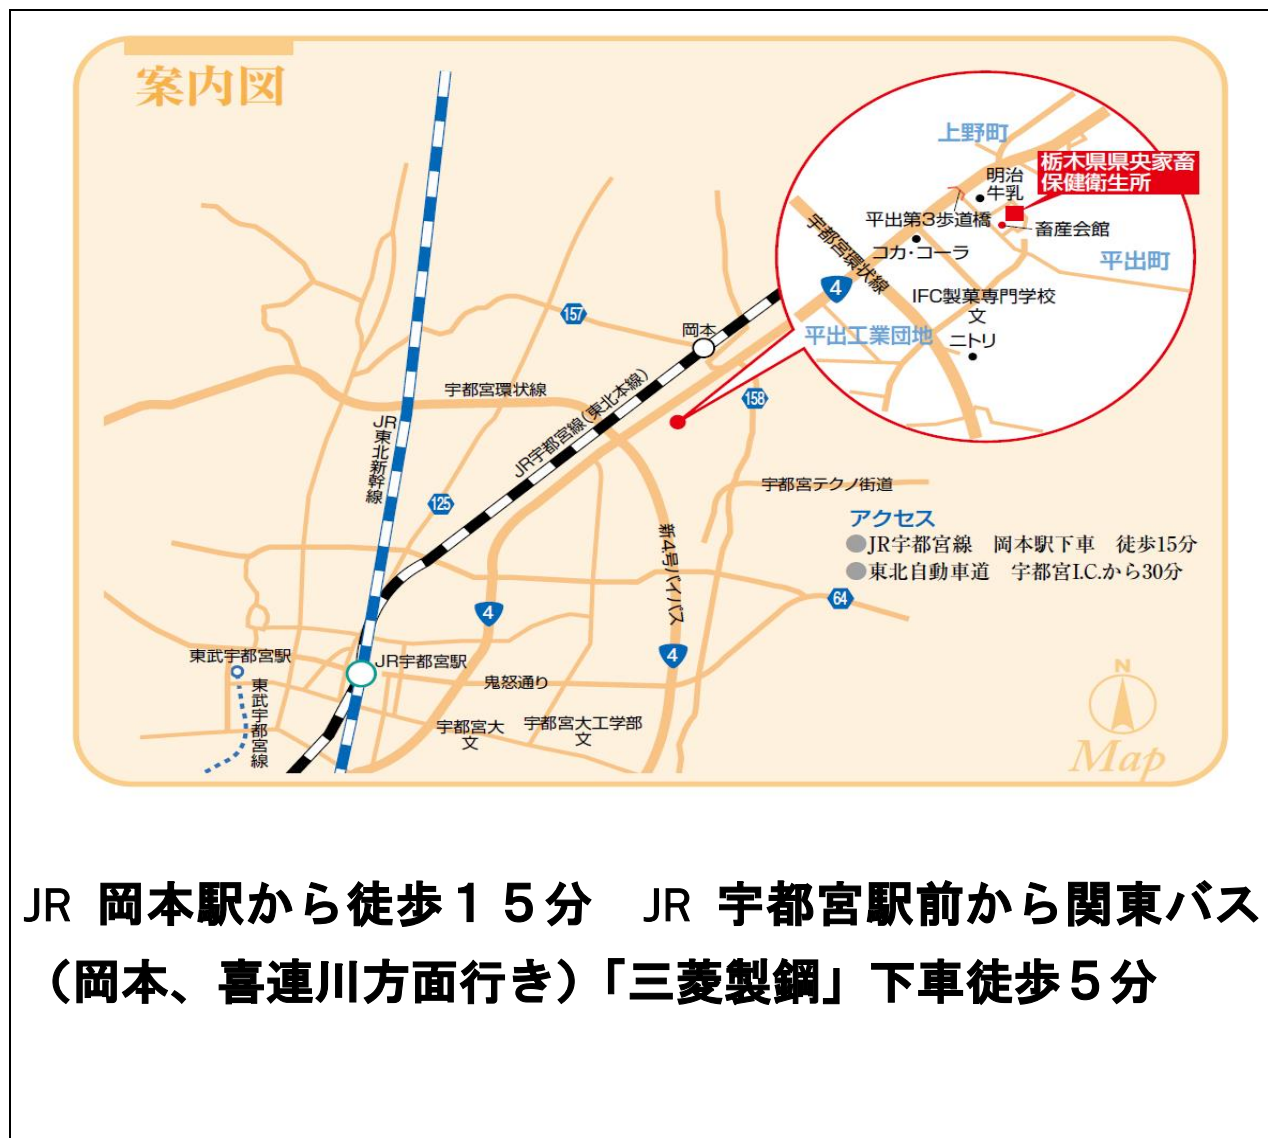 案内図
上野町
栃木県県央家畜
保健衛生所
明治
牛乳
平出第3歩道橋
畜産会館
コカ・コーラ
平出町
宇都宮環状線
4
IFC製菓専門学校
文
平出工業団地
ニトリ
157
岡本
宇都宮環状線
JR宇都宮線(東北本線)
158
JR東北新幹線
125
宇都宮テクノ街道
新4号バイパス
アクセス
●JR宇都宮線 岡本駅下車 徒歩15分
●東北自動車道 宇都宮I.C.から30分
64
4
4
東武宇都宮駅
JR宇都宮駅
鬼怒通り
東武宇都宮線
宇都宮大
文
宇都宮大工学部
文
N
Map
JR 岡本駅から徒歩15分 JR 宇都宮駅前から関東バス
(岡本、喜連川方面行き)「三菱製鋼」下車徒歩5分